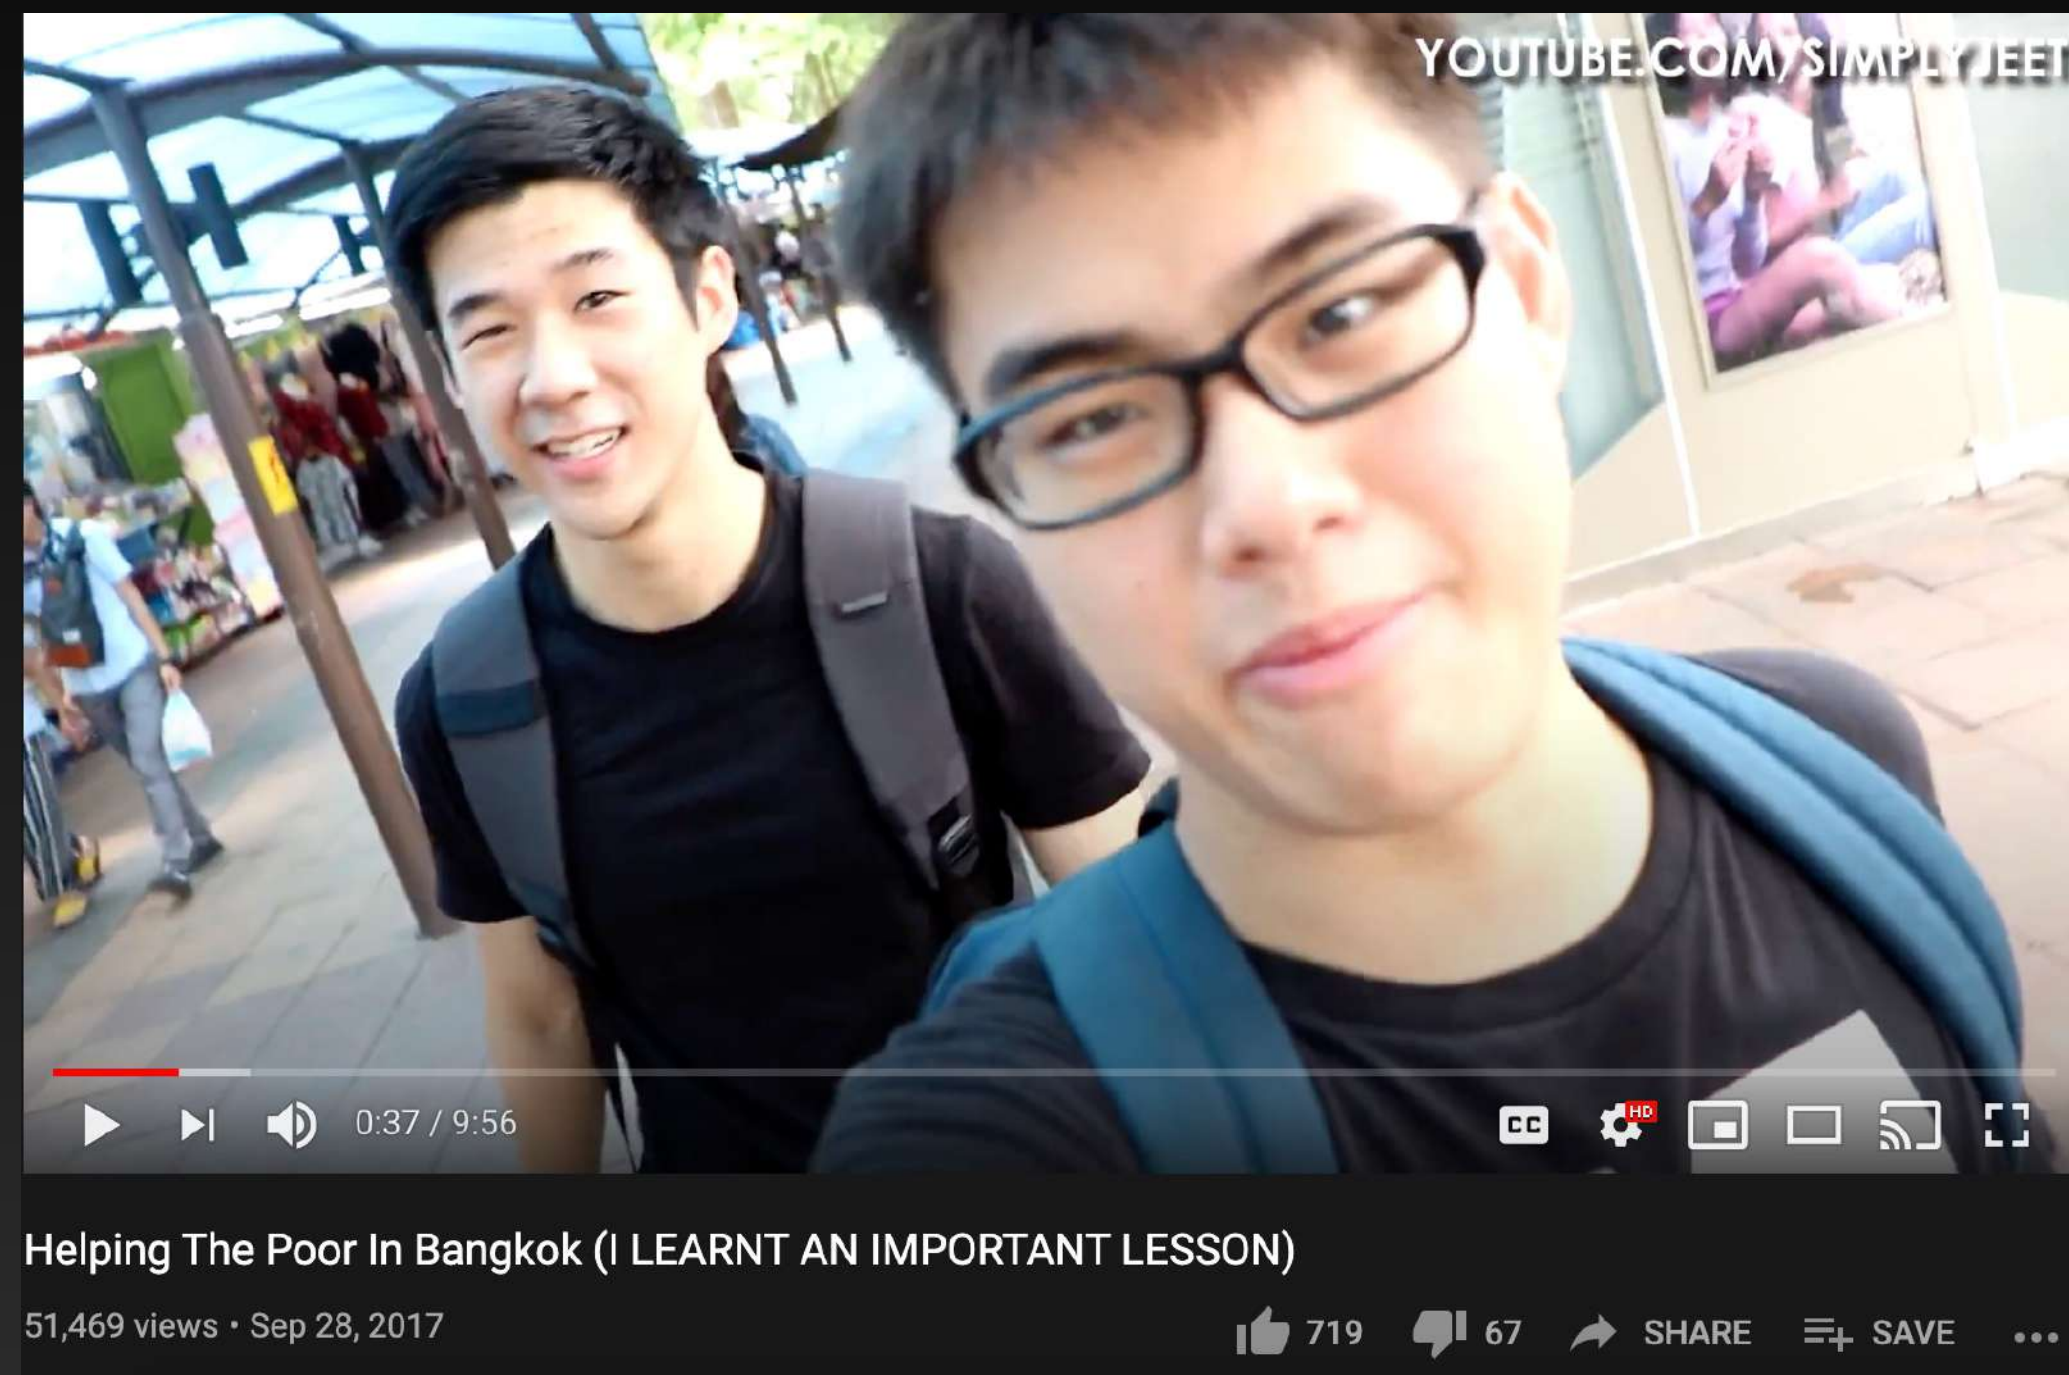 YOUTUBE.COM/SIMPLYJEET
0:37 / 9:56
CC
HD
Helping The Poor In Bangkok (I LEARNT AN IMPORTANT LESSON)
51,469 views • Sep 28, 2017
719
67
SHARE
SAVE